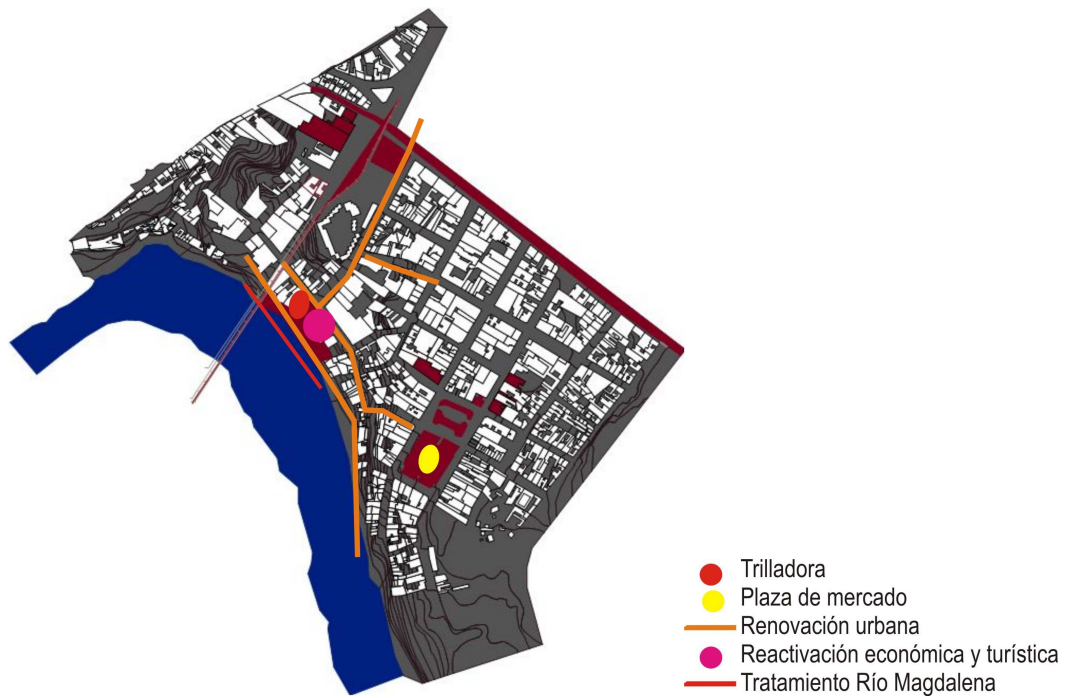 Trilladora
Plaza de mercado
Renovación urbana
Reactivación económica y turística
Tratamiento Río Magdalena